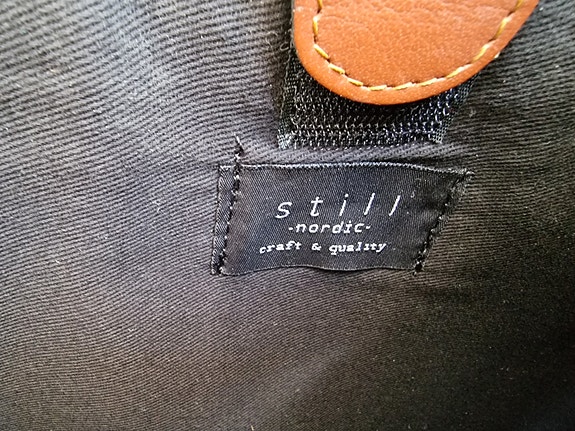 still
-nordic-
craft & quality